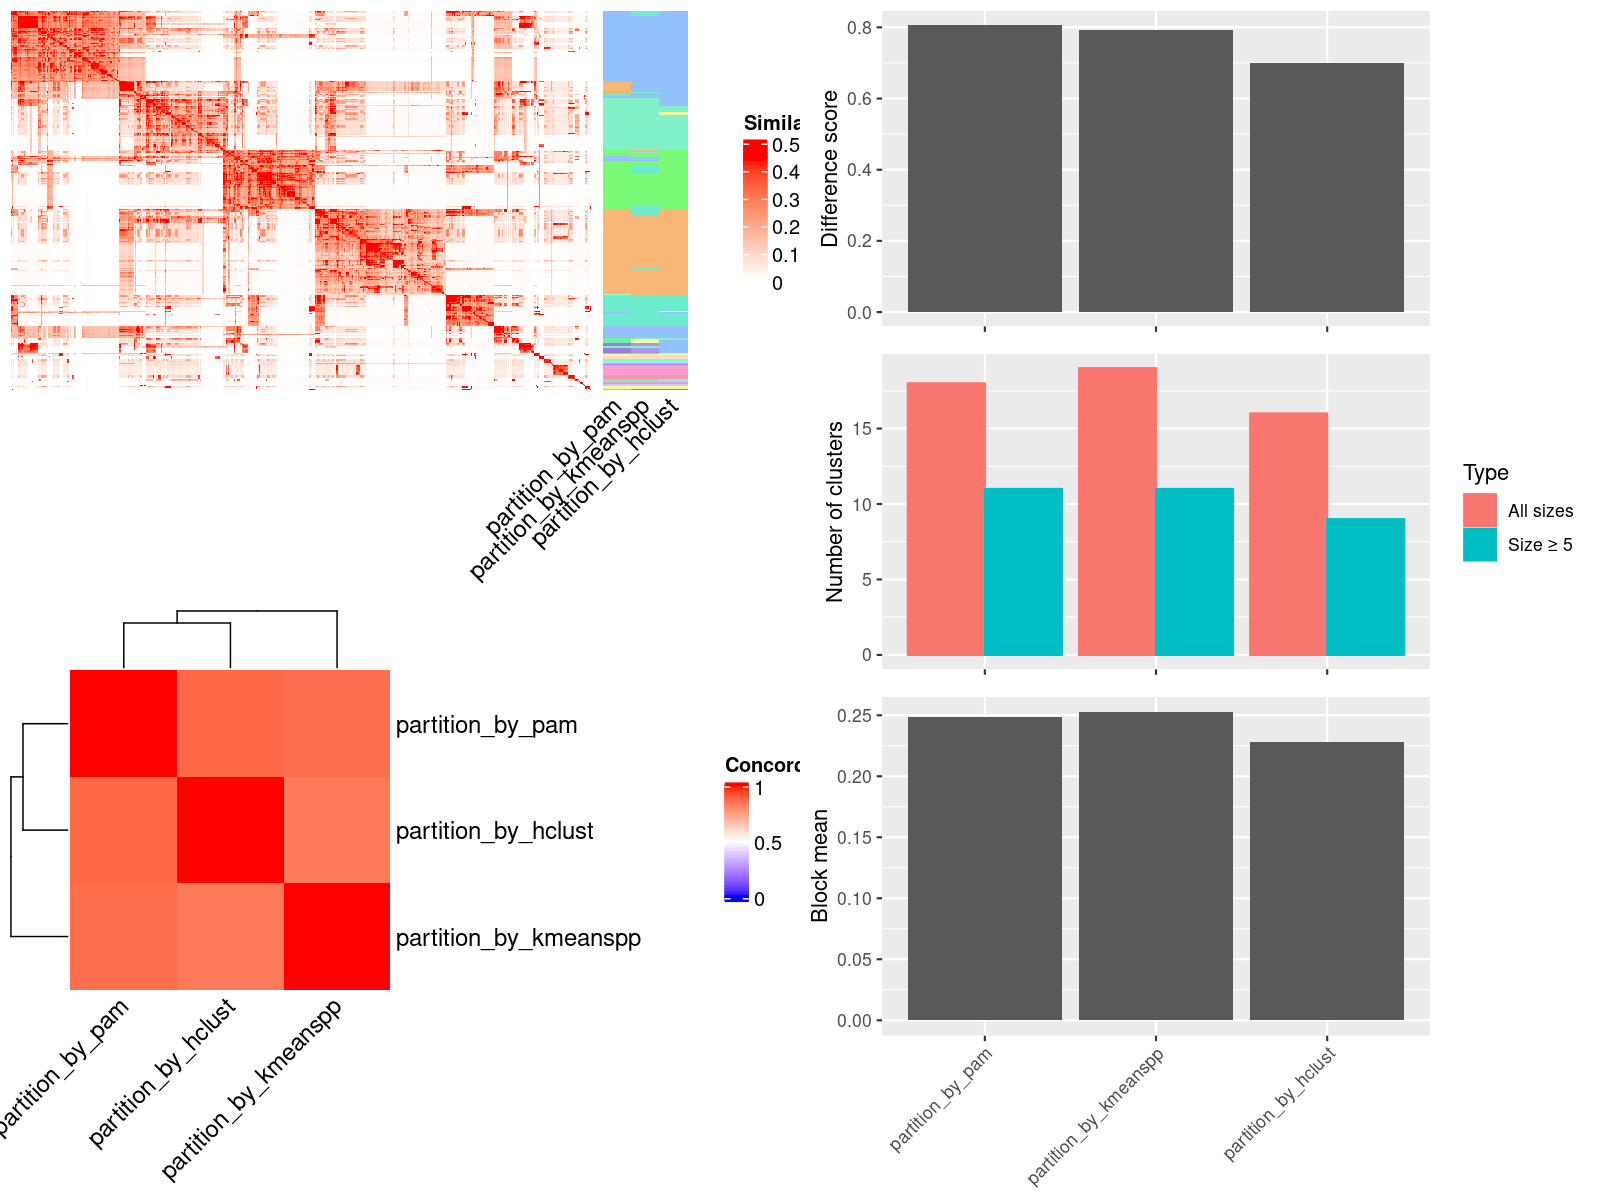 Simila
0.5
0.4
0.3
0.2
0.1
0
partition_by_pam
partition_by_kmeanspp
partition_by_hclust
0.8
0.6
0.4
0.2
0.0
Difference score
15
10
5
0
Number of clusters
Type
All sizes
Size ≥ 5
partition_by_pam
partition_by_hclust
partition_by_kmeanspp
partition_by_pam
partition_by_hclust
partition_by_kmeanspp
Concord
1
0.5
0
0.25
0.20
0.15
0.10
0.05
0.00
Block mean
partition_by_pam
partition_by_kmeanspp
partition_by_hclust